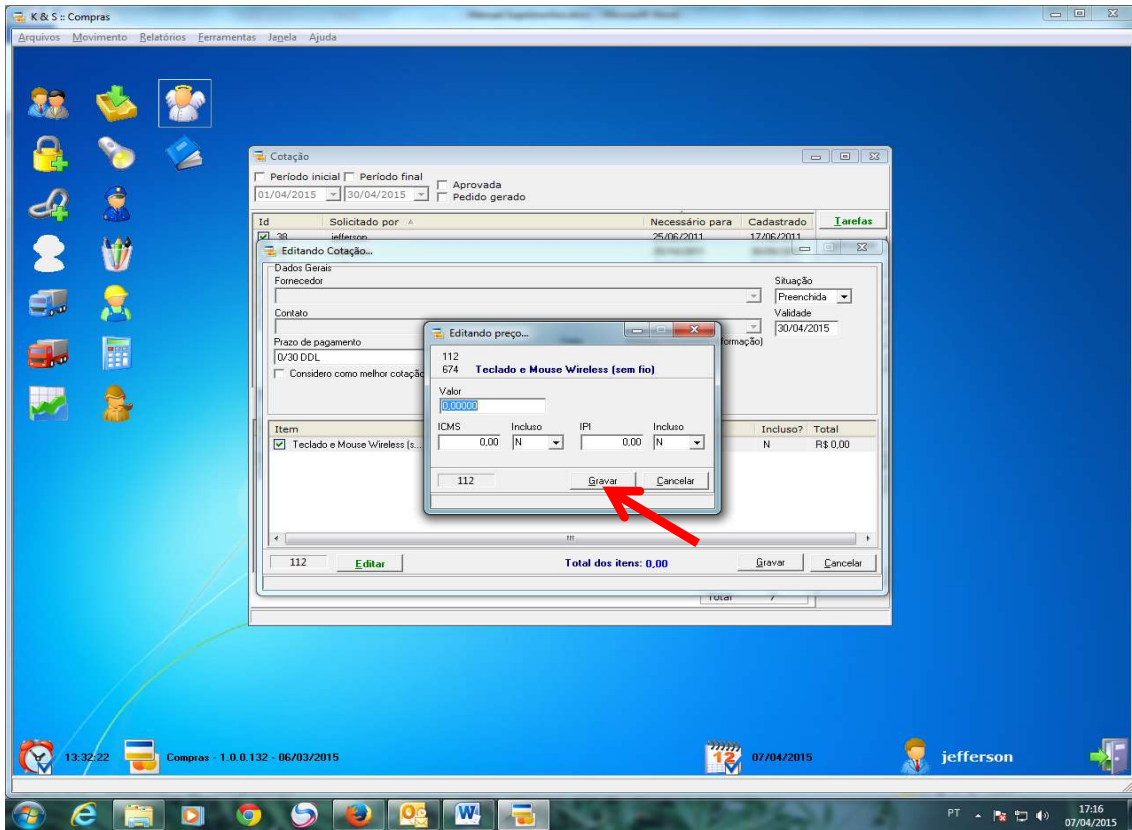 K & S :: Compras
Arquivos Movimento Relatórios Ferramentas Janela Ajuda
Cotação
Período inicial Período final
Aprovada
01/04/2015 30/04/2015
Pedido gerado
Id Solicitado por Necessário para Cadastrado Tarefas
38 jefferson 25/06/2011 17/06/2011
Editando Cotação...
Dados Gerais
Fornecedor Situação
Preenchida
Contato Validade
30/04/2015
Prazo de pagamento
0/30 DDL
Considero como melhor cotação
Editando preço...
112
674 Teclado e Mouse Wireless (sem fio)
Valor
0,00000
ICMS Incluso IPI Incluso
0,00 N 0,00 N
112 Gravar Cancelar
Item Incluso? Total
Teclado e Mouse Wireless (s... N R$ 0,00
112 Editar Total dos itens: 0,00 Gravar Cancelar
Total 7
13:32:22 Compras - 1.0.0.132 - 06/03/2015 12 07/04/2015 jefferson
PT 17:16
07/04/2015